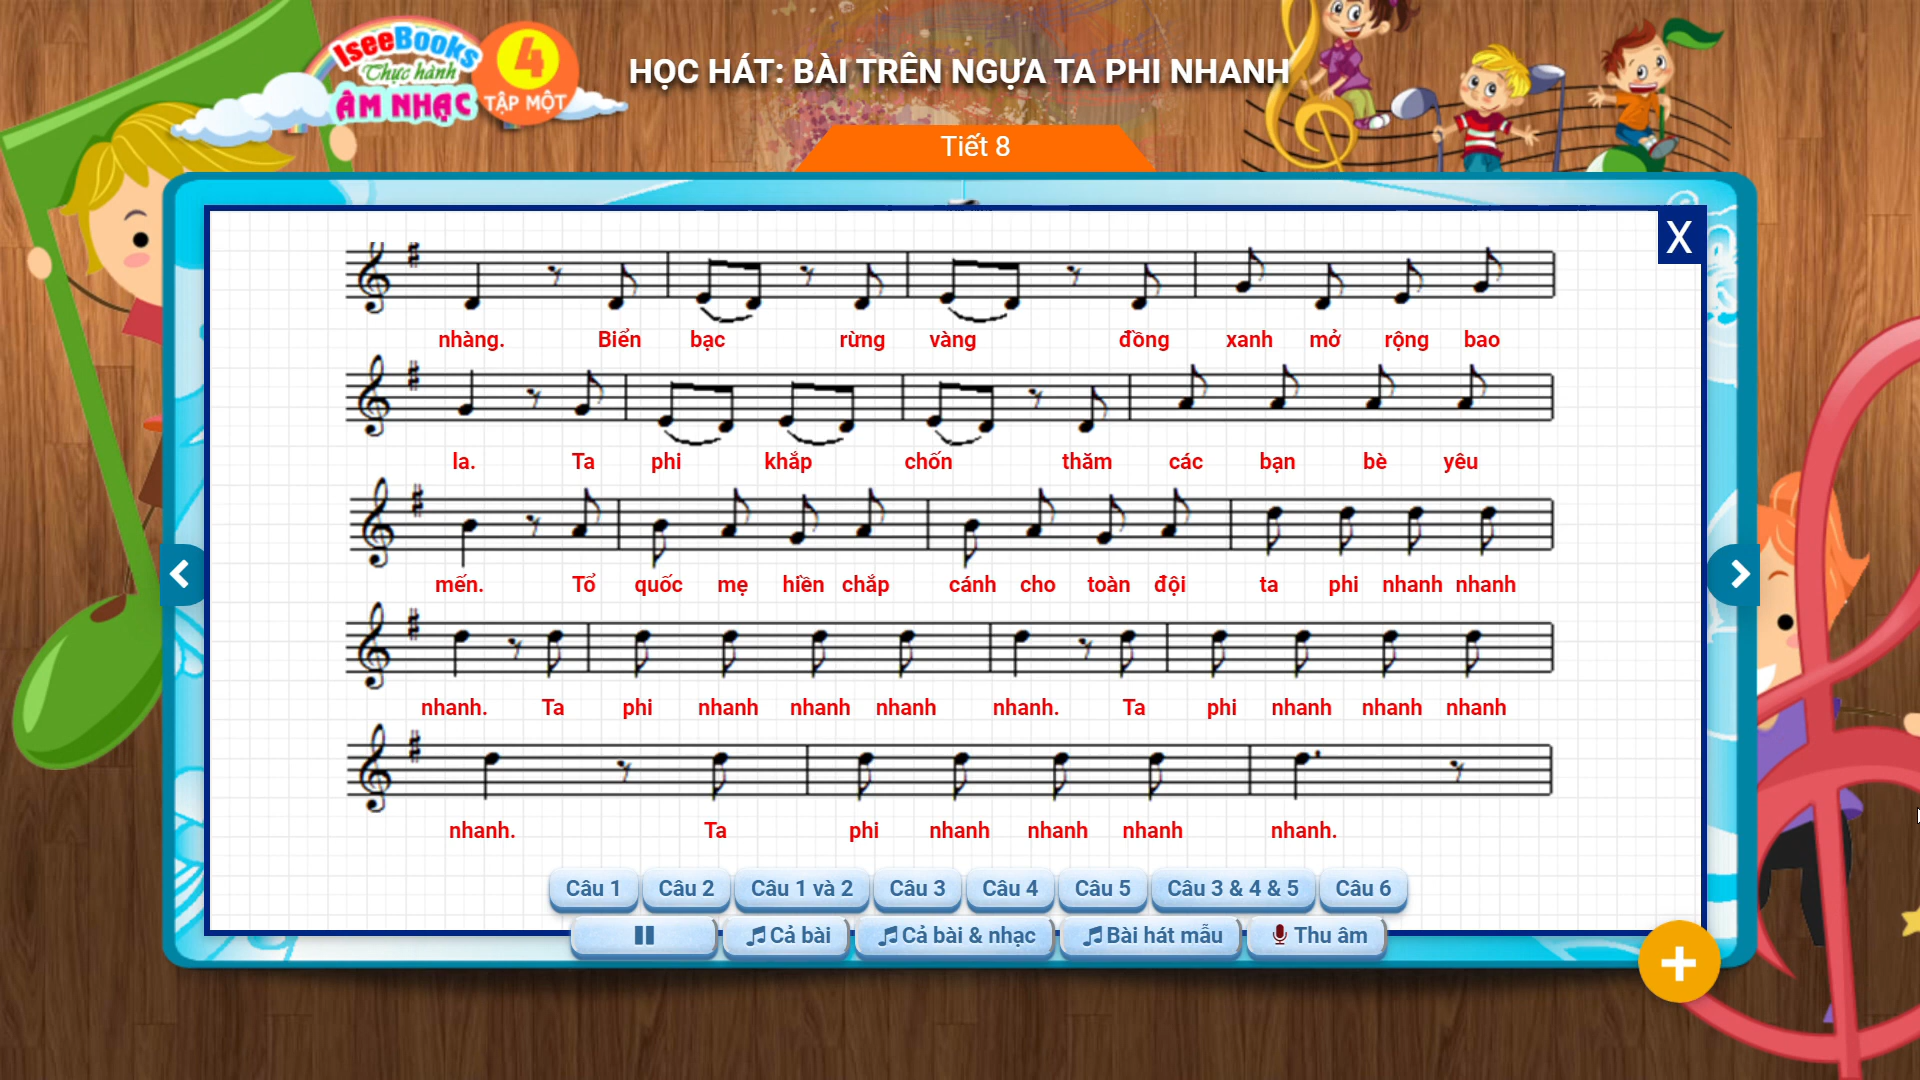 IseeBooks
Thực hành
ÂM NHẠC
4
TẬP MỘT
HỌC HÁT: BÀI TRÊN NGỰA TA PHI NHANH
Tiết 8
X
nhàng. Biển bạc rừng vàng đồng xanh mở rộng bao
la. Ta phi khắp chốn thăm các bạn bè yêu
mến. Tổ quốc mẹ hiền chắp cánh cho toàn đội ta phi nhanh nhanh
nhanh. Ta phi nhanh nhanh nhanh nhanh. Ta phi nhanh nhanh nhanh
nhanh. Ta phi nhanh nhanh nhanh nhanh.
Câu 1 Câu 2 Câu 1 và 2 Câu 3 Câu 4 Câu 5 Câu 3 & 4 & 5 Câu 6
Cả bài Cả bài & nhạc Bài hát mẫu Thu âm